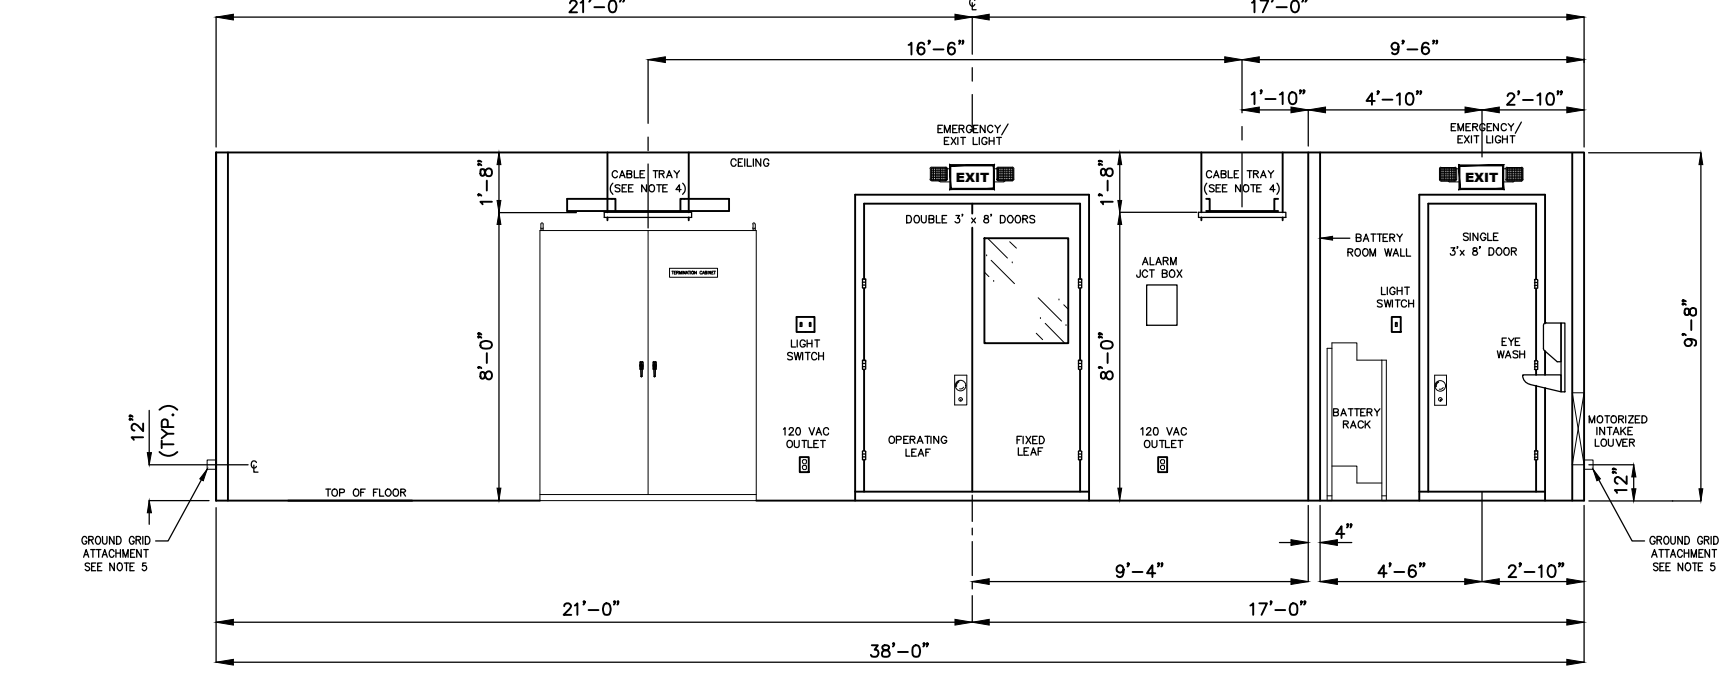 21'-0"
℄
17'-0"
16'-6"
9'-6"
1'-10"
4'-10"
2'-10"
EMERGENCY/
EXIT LIGHT
EMERGENCY/
EXIT LIGHT
CEILING
1'-8"
CABLE TRAY
(SEE NOTE 4)
EXIT
1'-8"
CABLE TRAY
(SEE NOTE 4)
EXIT
DOUBLE 3' x 8' DOORS
BATTERY
ROOM WALL
SINGLE
3'x 8' DOOR
TERMINATION CABINET
ALARM
JCT BOX
LIGHT
SWITCH
9'-8"
8'-0"
LIGHT
SWITCH
8'-0"
EYE
WASH
12"
(TYP.)
BATTERY
RACK
MOTORIZED
INTAKE
LOUVER
120 VAC
OUTLET
OPERATING
LEAF
FIXED
LEAF
120 VAC
OUTLET
℄
12"
TOP OF FLOOR
GROUND GRID
ATTACHMENT
SEE NOTE 5
4"
GROUND GRID
ATTACHMENT
SEE NOTE 5
9'-4"
4'-6"
2'-10"
21'-0"
17'-0"
38'-0"